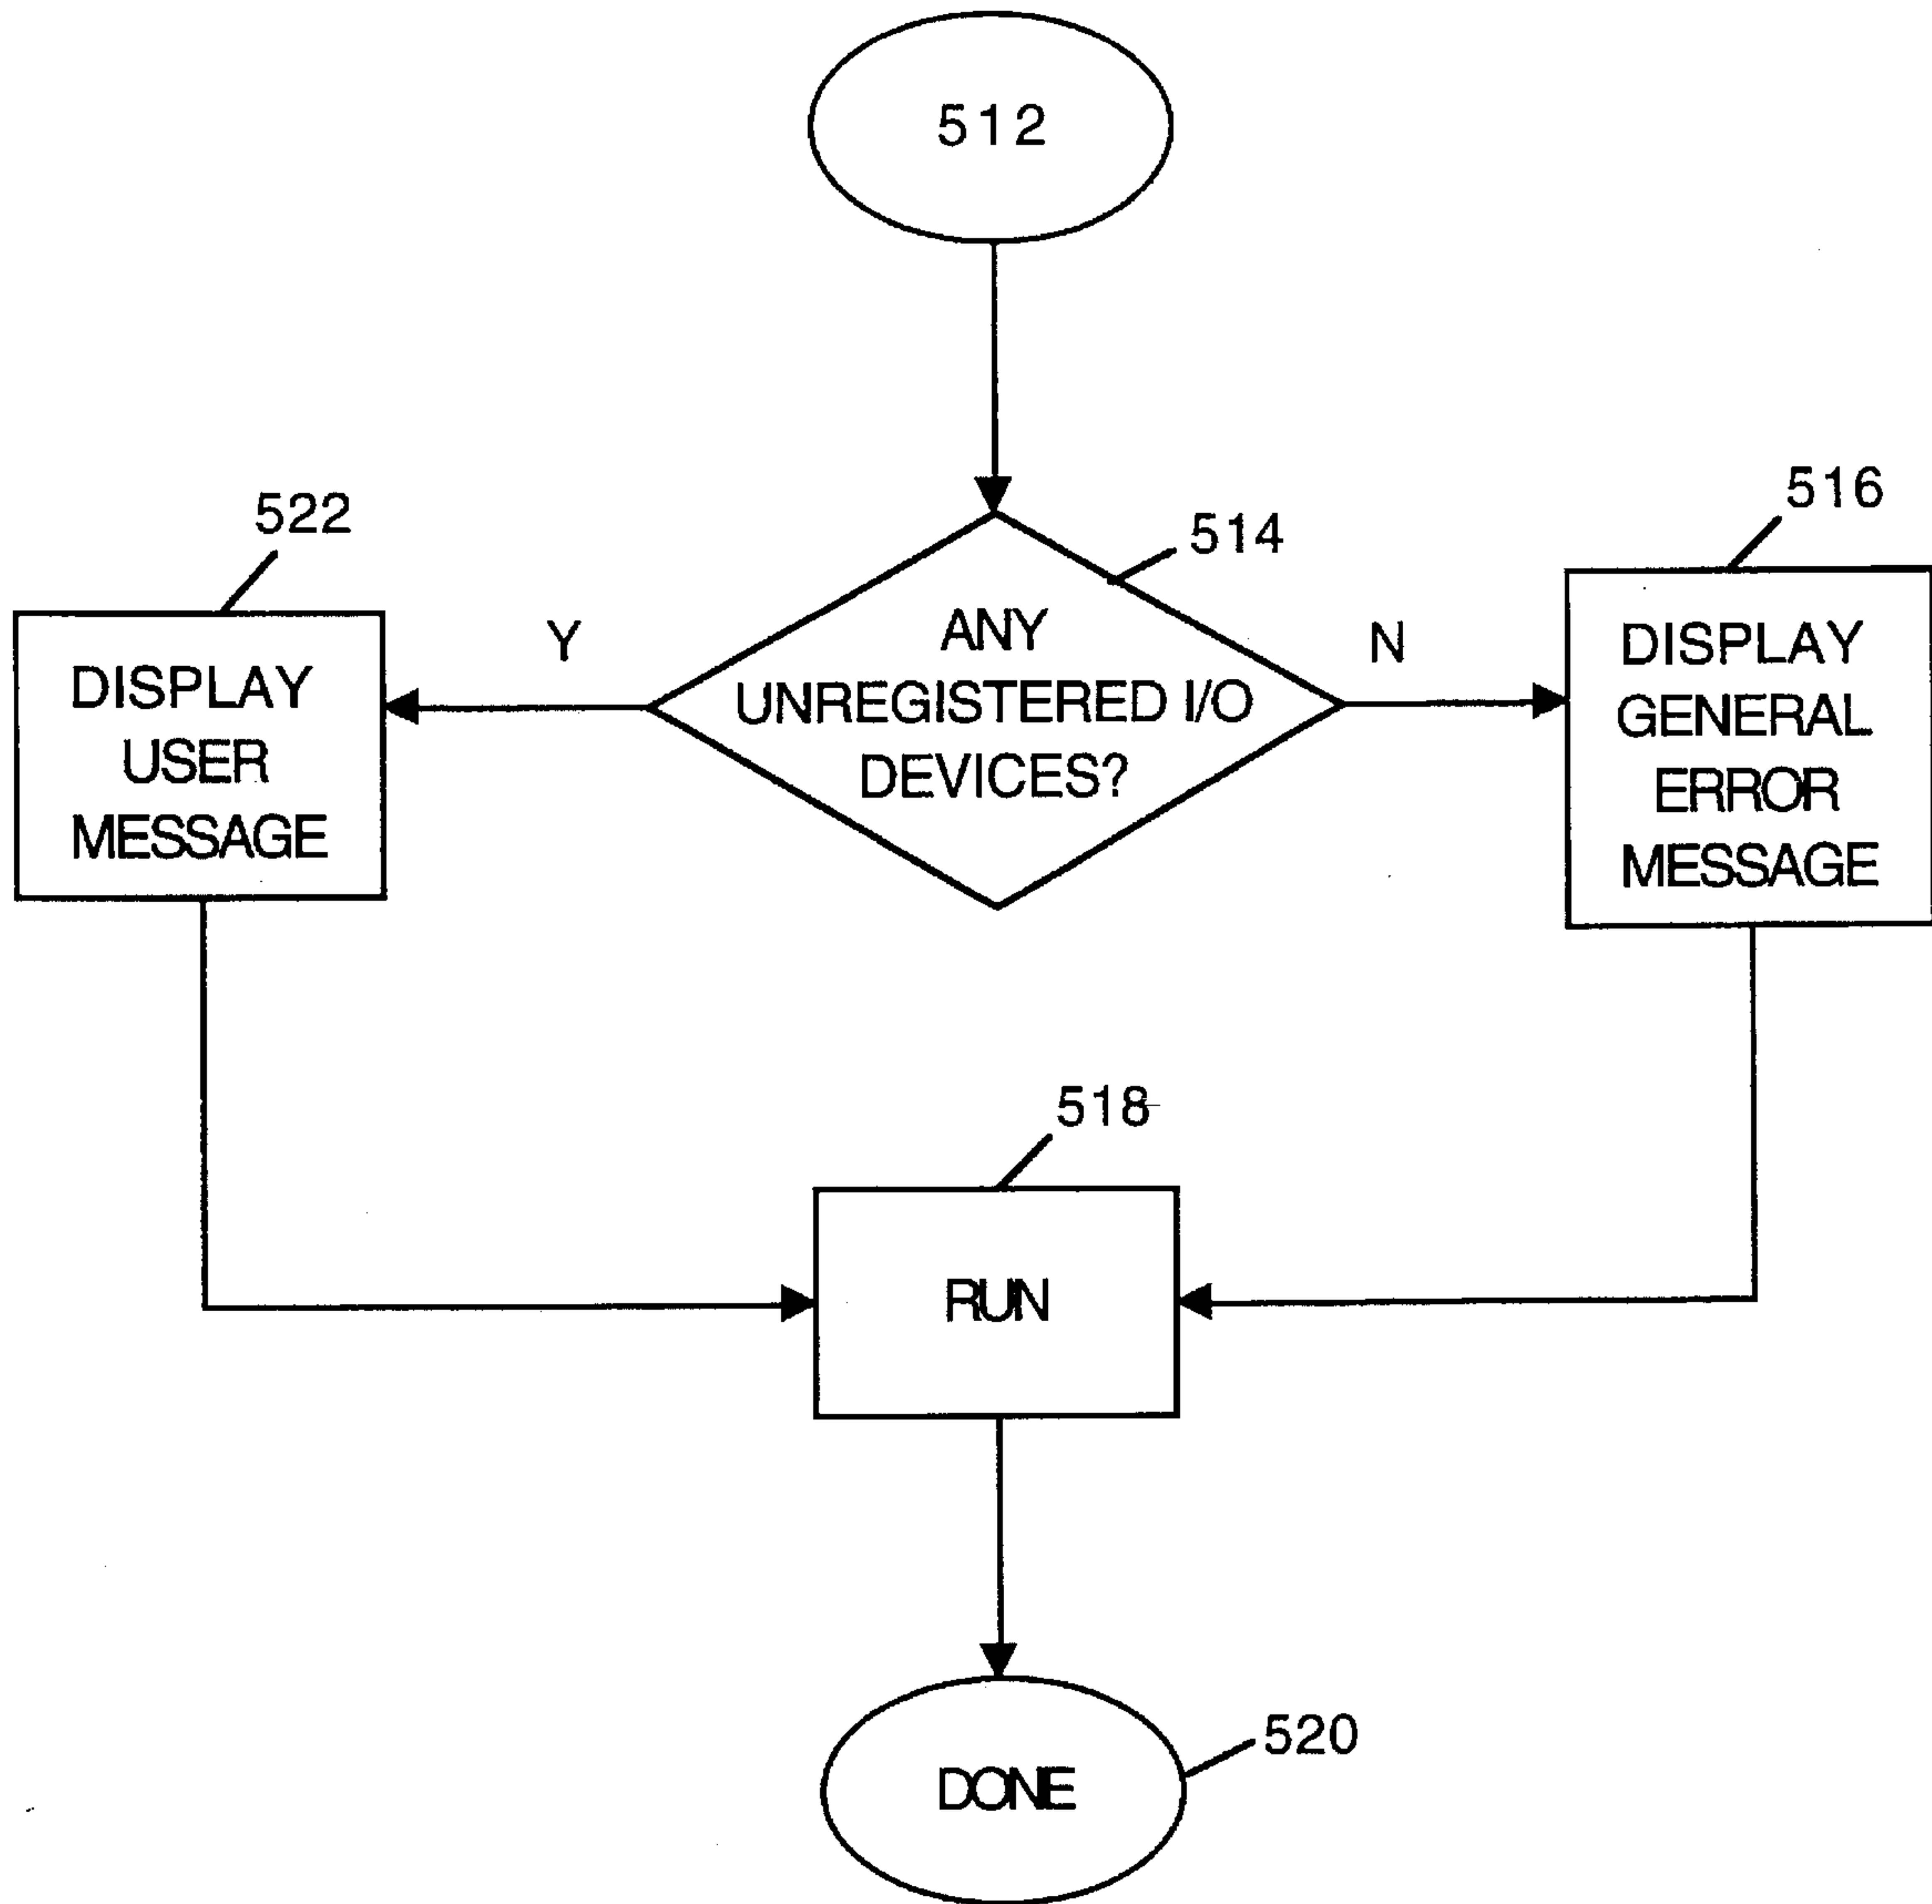 512
522
514
516
Y
N
ANY
UNREGISTERED I/O
DEVICES?
DISPLAY
USER
MESSAGE
DISPLAY
GENERAL
ERROR
MESSAGE
518
RUN
520
DONE